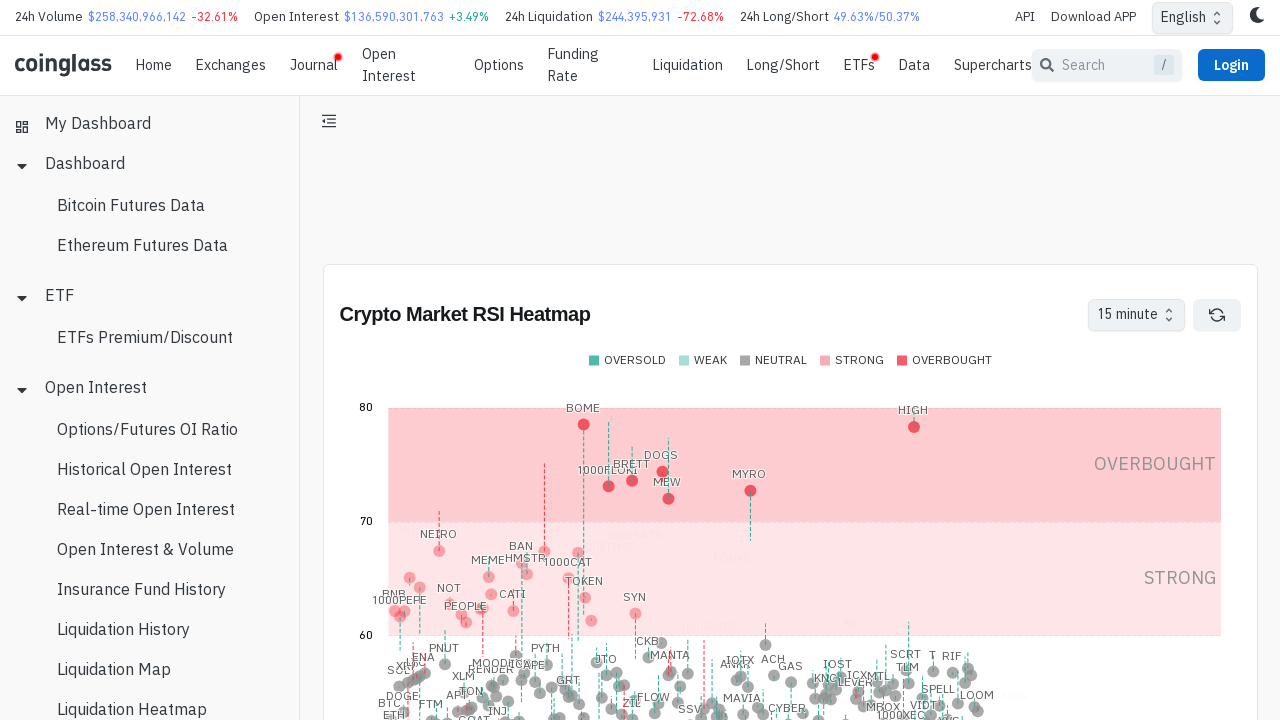 24h Volume $258,340,966,142 -32.61% Open Interest $136,590,301,763 +3.49% 24h Liquidation $244,395,931 -72.68% 24h Long/Short 49.63%/50.37% API Download APP English
coinglass Home Exchanges Journal Open Interest Options Funding Rate Liquidation Long/Short ETFs Data Supercharts Search / Login
My Dashboard
Dashboard
Bitcoin Futures Data
Ethereum Futures Data
ETF
ETFs Premium/Discount
Open Interest
Options/Futures OI Ratio
Historical Open Interest
Real-time Open Interest
Open Interest & Volume
Insurance Fund History
Liquidation History
Liquidation Map
Liquidation Heatmap
Crypto Market RSI Heatmap 15 minute
OVERSOLD WEAK NEUTRAL STRONG OVERBOUGHT
80
BOME HIGH
DOGS
BRETT OVERBOUGHT
1000FLOKI
MYRO
MEW
70
NEIRO
BAN
HMSTR
MEME 1000CAT
STRONG
TOKEN
NOT
BNB CATI
1000PEPE SYN
PEOPLE
60
CKB
PNUT PYTH
MANTA
SCRT T RIF
ENA JTO IOTX ACH
MOODENG APE IOST
GAS
TLM
XLM RENDER KNC ICX MTL
GRT LEVER
TON SPELL
DOGE API FLOW MAVIA LOOM
BTC FTM ZIL MBOX VIDT
INJ SSV CYBER
ETH 1000XEC